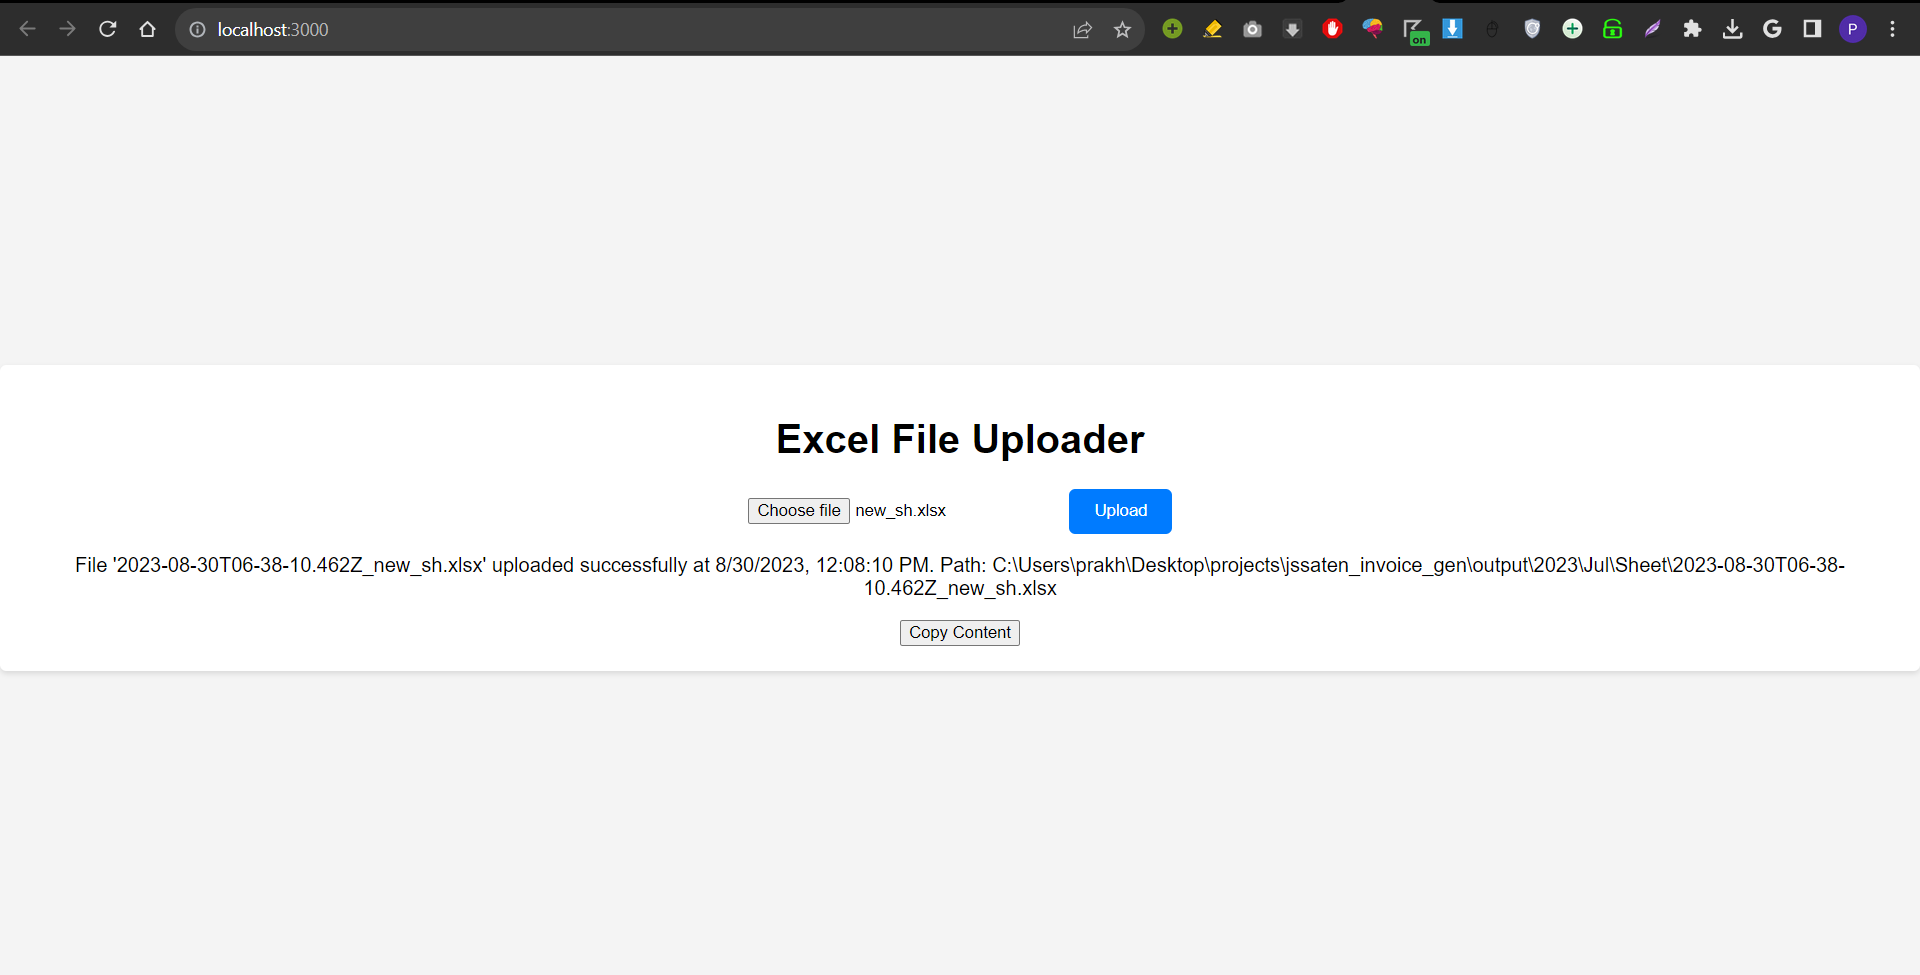 localhost:3000
on
P
Excel File Uploader
Choose file new_sh.xlsx Upload
File '2023-08-30T06-38-10.462Z_new_sh.xlsx' uploaded successfully at 8/30/2023, 12:08:10 PM. Path: C:\Users\prakh\Desktop\projects\jssaten_invoice_gen\output\2023\Jul\Sheet\2023-08-30T06-38-
10.462Z_new_sh.xlsx
Copy Content